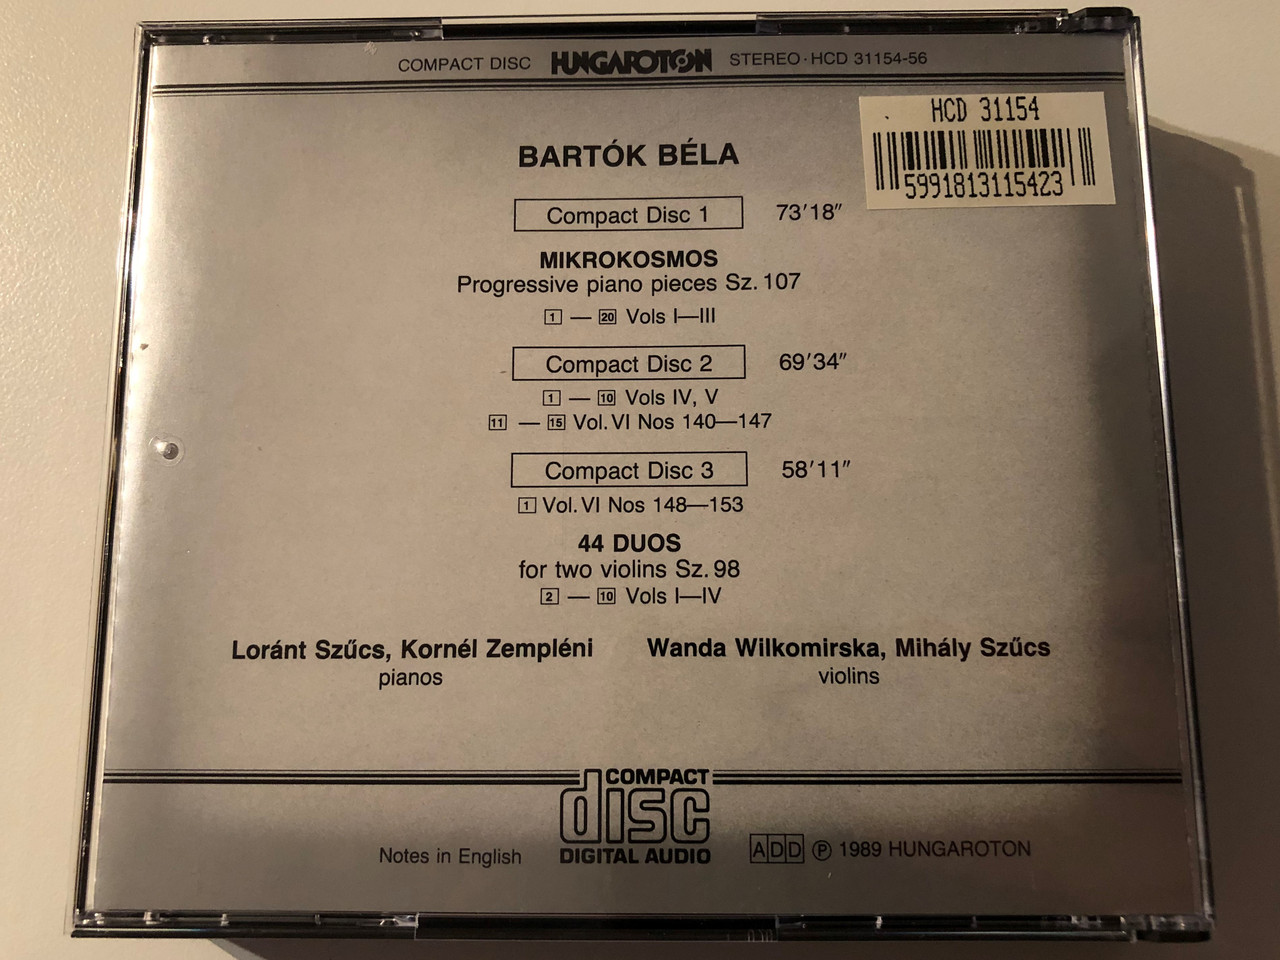 COMPACT DISC HUNGAROTON STEREO·HCD 31154-56
HCD 31154
5991813115423
BARTÓK BÉLA
Compact Disc 1 73′18″
MIKROKOSMOS
Progressive piano pieces Sz. 107
1 — 20 Vols I—III
Compact Disc 2 69′34″
1 — 10 Vols IV, V
11 — 15 Vol. VI Nos 140—147
Compact Disc 3 58′11″
1 Vol. VI Nos 148—153
44 DUOS
for two violins Sz. 98
2 — 10 Vols I—IV
Loránt Szűcs, Kornél Zempléni
pianos
Wanda Wilkomirska, Mihály Szűcs
violins
COMPACT
disc
DIGITAL AUDIO
Notes in English
ADD ℗ 1989 HUNGAROTON